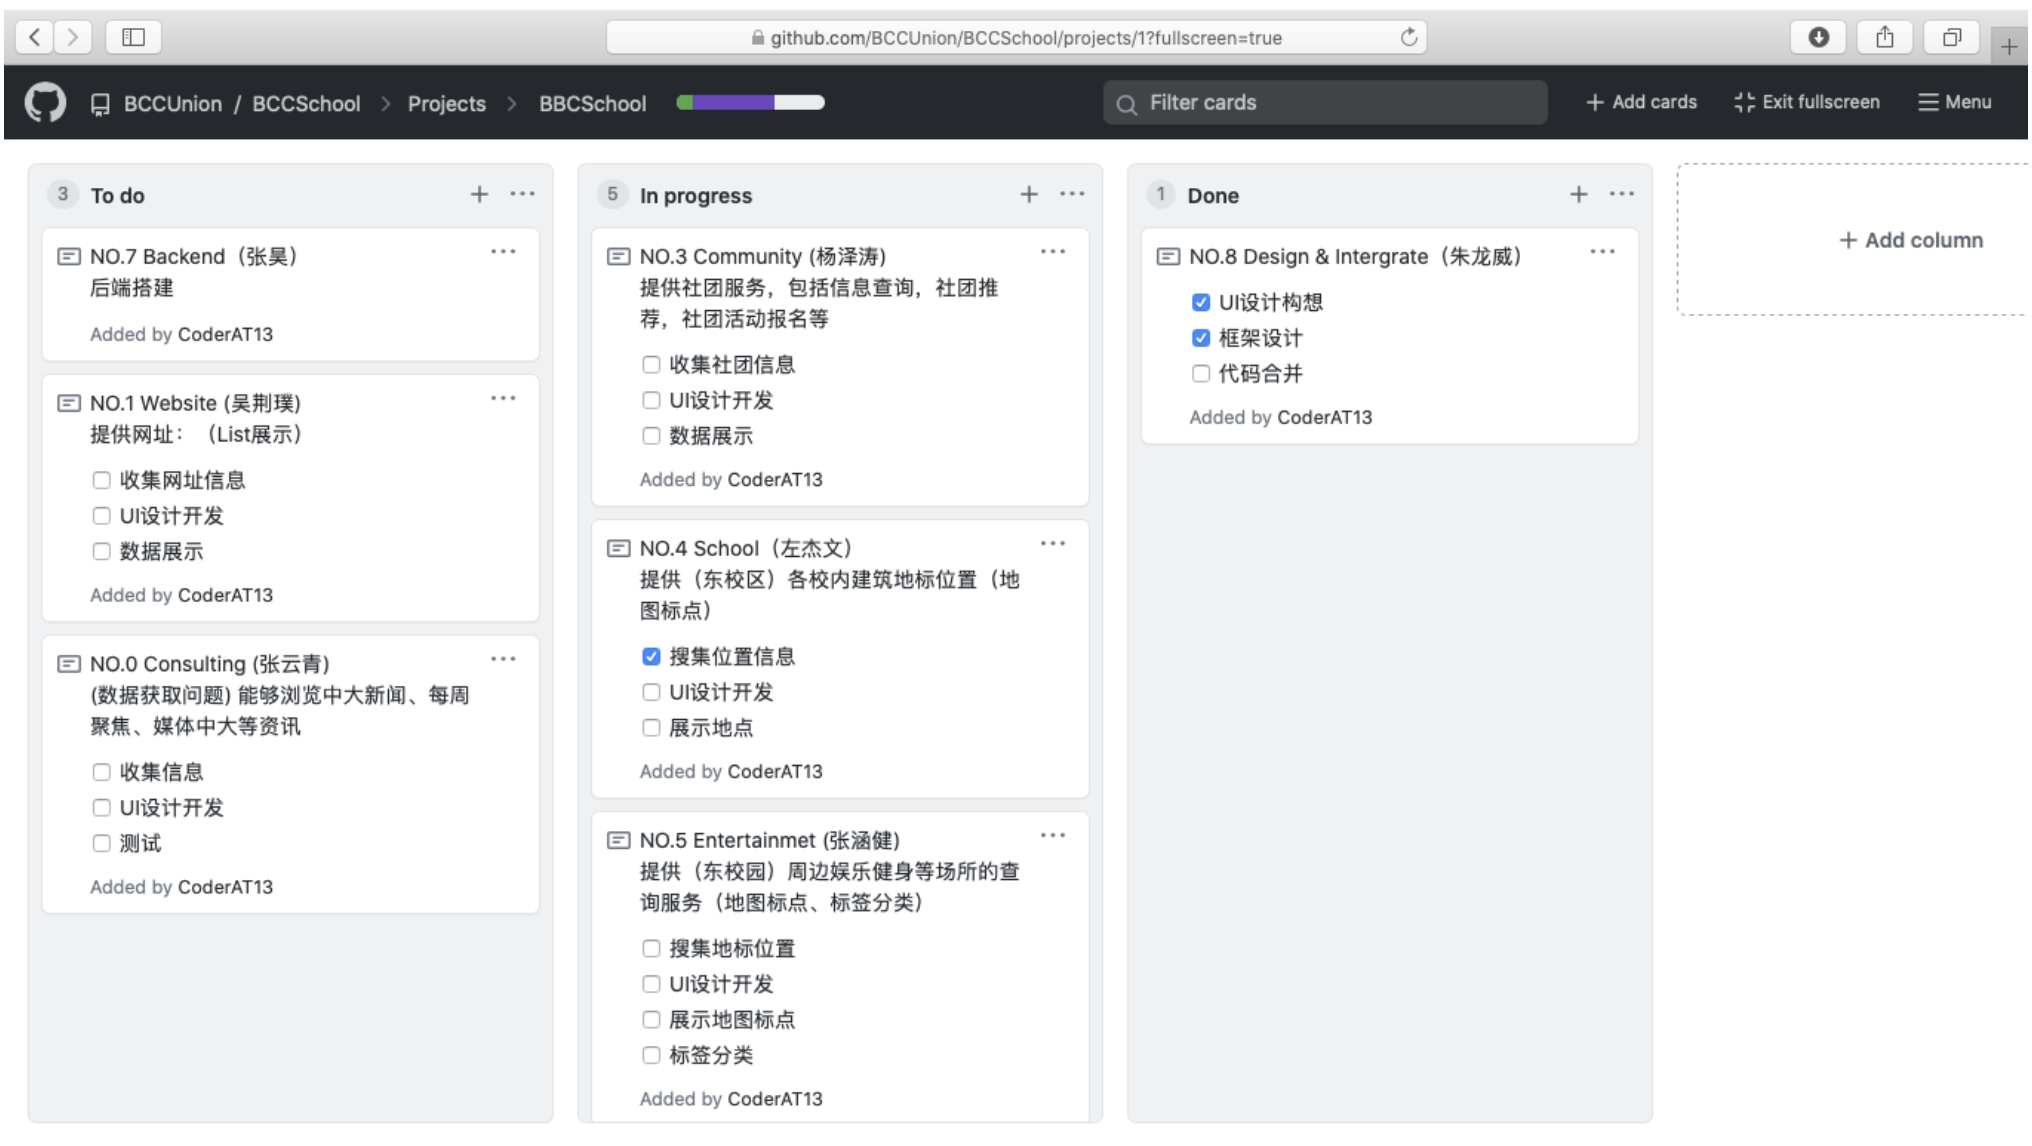 github.com/BCCUnion/BCCSchool/projects/1?fullscreen=true
BCCUnion / BCCSchool > Projects > BBCSchool
Filter cards
+ Add cards
Exit fullscreen
Menu
3 To do
NO.7 Backend（张昊）
后端搭建
Added by CoderAT13
NO.1 Website (吴荆璞)
提供网址：（List展示）
收集网址信息
UI设计开发
数据展示
Added by CoderAT13
NO.0 Consulting (张云青)
(数据获取问题) 能够浏览中大新闻、每周
聚焦、媒体中大等资讯
收集信息
UI设计开发
测试
Added by CoderAT13
5 In progress
NO.3 Community (杨泽涛)
提供社团服务，包括信息查询，社团推
荐，社团活动报名等
收集社团信息
UI设计开发
数据展示
Added by CoderAT13
NO.4 School（左杰文）
提供（东校区）各校内建筑地标位置（地
图标点）
搜集位置信息
UI设计开发
展示地点
Added by CoderAT13
NO.5 Entertainmet (张涵健)
提供（东校园）周边娱乐健身等场所的查
询服务（地图标点、标签分类）
搜集地标位置
UI设计开发
展示地图标点
标签分类
Added by CoderAT13
1 Done
NO.8 Design & Intergrate（朱龙威）
UI设计构想
框架设计
代码合并
Added by CoderAT13
+ Add column